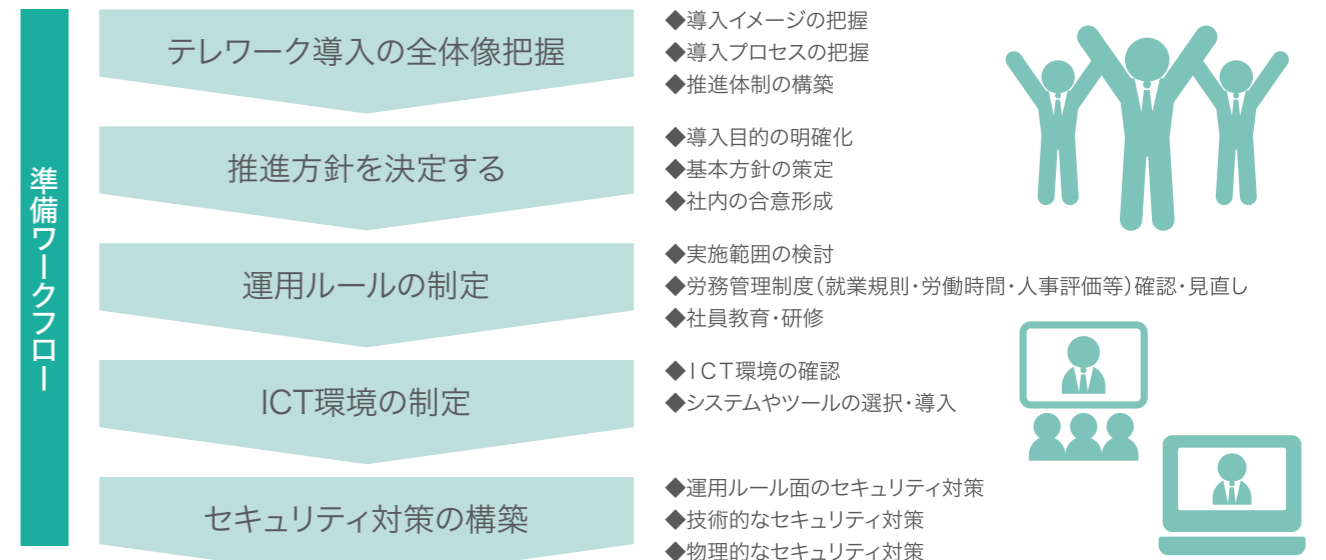 準備ワークフロー
テレワーク導入の全体像把握
◆導入イメージの把握
◆導入プロセスの把握
◆推進体制の構築
推進方針を決定する
◆導入目的の明確化
◆基本方針の策定
◆社内の合意形成
運用ルールの制定
◆実施範囲の検討
◆労務管理制度(就業規則・労働時間・人事評価等)確認・見直し
◆社員教育・研修
ICT環境の制定
◆ICT環境の確認
◆システムやツールの選択・導入
セキュリティ対策の構築
◆運用ルール面のセキュリティ対策
◆技術的なセキュリティ対策
◆物理的なセキュリティ対策